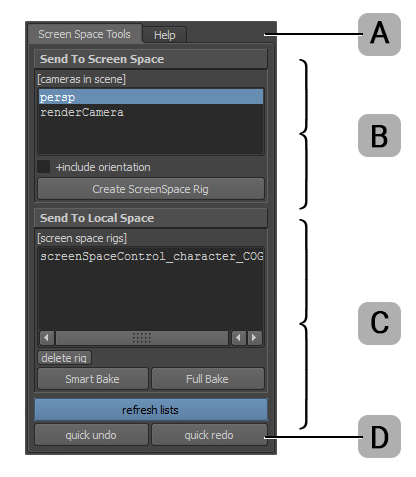 Screen Space Tools Help
A
Send To Screen Space
[cameras in scene]
persp
renderCamera
B
+include orientation
Create ScreenSpace Rig
Send To Local Space
[screen space rigs]
screenSpaceControl_character_COG
C
delete rig
Smart Bake Full Bake
refresh lists
quick undo quick redo
D